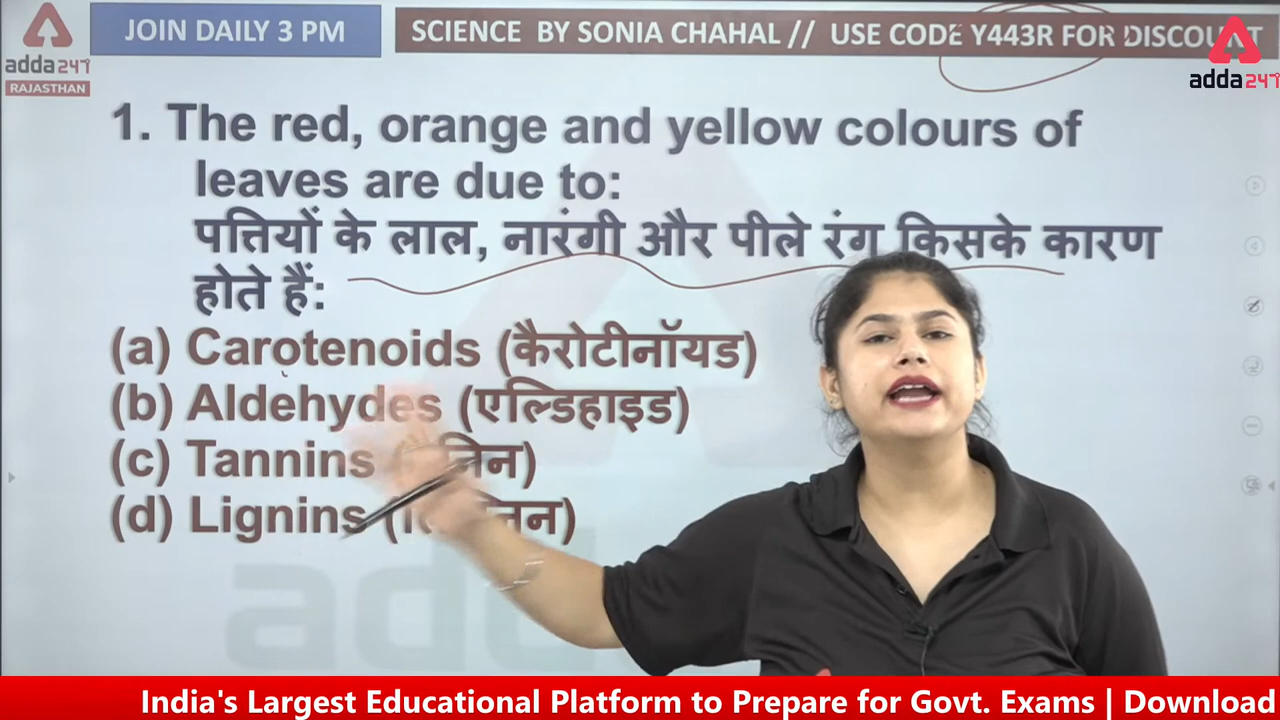 JOIN DAILY 3 PM
SCIENCE BY SONIA CHAHAL // USE CODE Y443R FOR DISCOUNT
adda247
RAJASTHAN
adda247
1. The red, orange and yellow colours of
leaves are due to:
पत्तियों के लाल, नारंगी और पीले रंग किसके कारण
होते हैं:
(a) Carotenoids (कैरोटीनॉयड)
(b) Aldehydes (एल्डिहाइड)
(c) Tannins
(d) Lignins
India's Largest Educational Platform to Prepare for Govt. Exams | Download